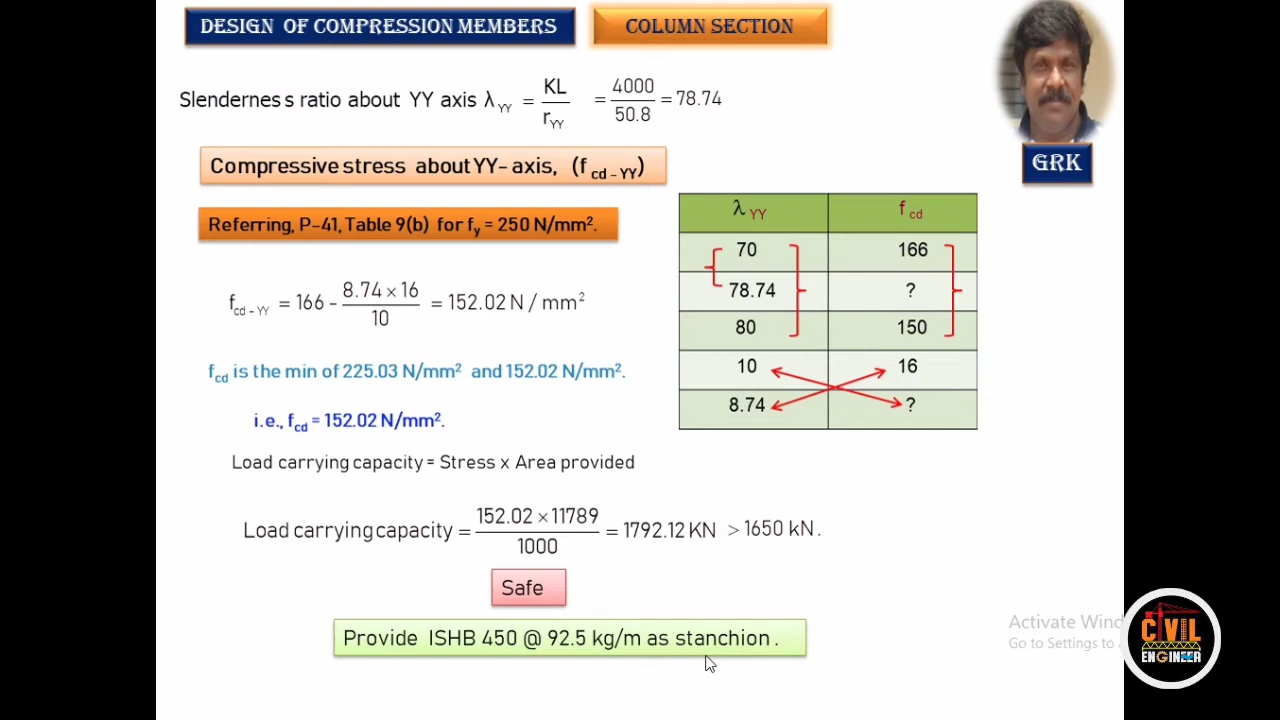 DESIGN OF COMPRESSION MEMBERS
COLUMN SECTION
Slenderness ratio about YY axis λ YY = KL / rYY = 4000 / 50.8 = 78.74
GRK
Compressive stress about YY- axis, (f cd – YY)
Referring, P-41, Table 9(b) for fy = 250 N/mm².
λ YY f cd
70 166
78.74 ?
80 150
10 16
8.74 ?
fcd – YY = 166 - 8.74 × 16 / 10 = 152.02 N / mm²
fcd is the min of 225.03 N/mm² and 152.02 N/mm².
i.e., fcd = 152.02 N/mm².
Load carrying capacity = Stress x Area provided
Load carrying capacity = 152.02 × 11789 / 1000 = 1792.12 KN > 1650 kN .
Safe
Provide ISHB 450 @ 92.5 kg/m as stanchion .
Activate Wind
Go to Settings to
CIVIL
ENGINEER